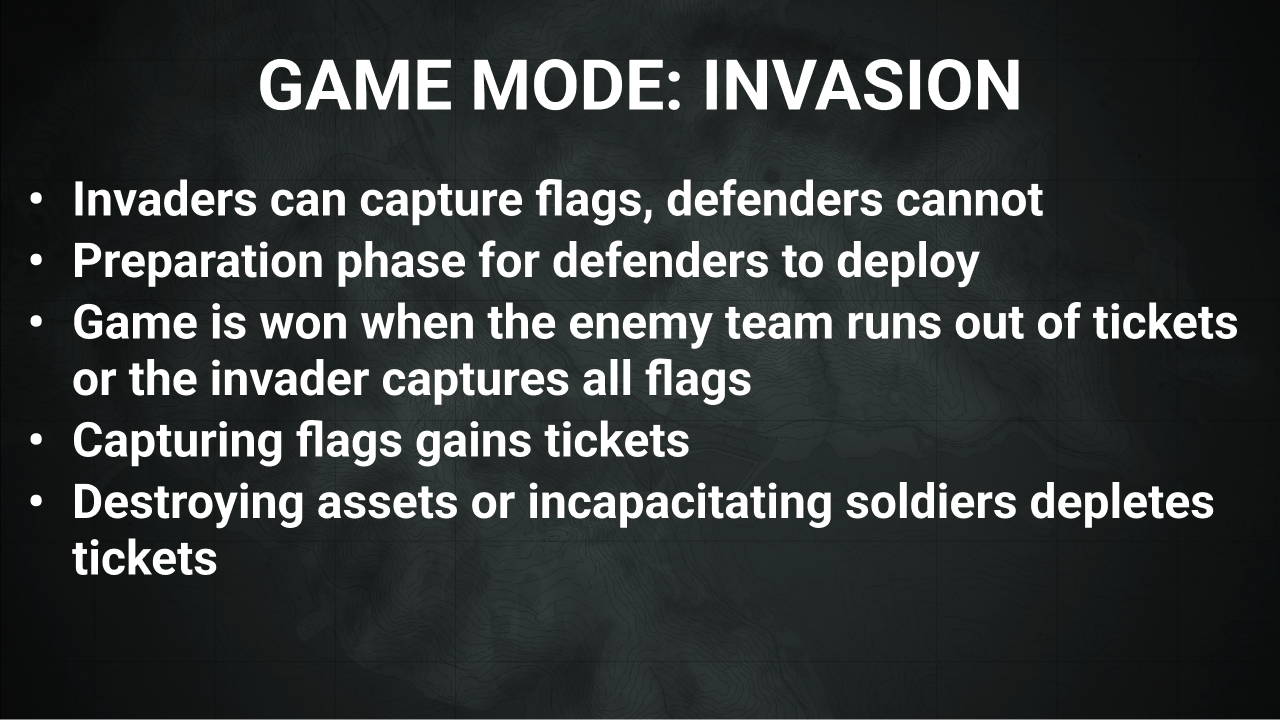 GAME MODE: INVASION
• Invaders can capture flags, defenders cannot
• Preparation phase for defenders to deploy
• Game is won when the enemy team runs out of tickets
or the invader captures all flags
• Capturing flags gains tickets
• Destroying assets or incapacitating soldiers depletes
tickets